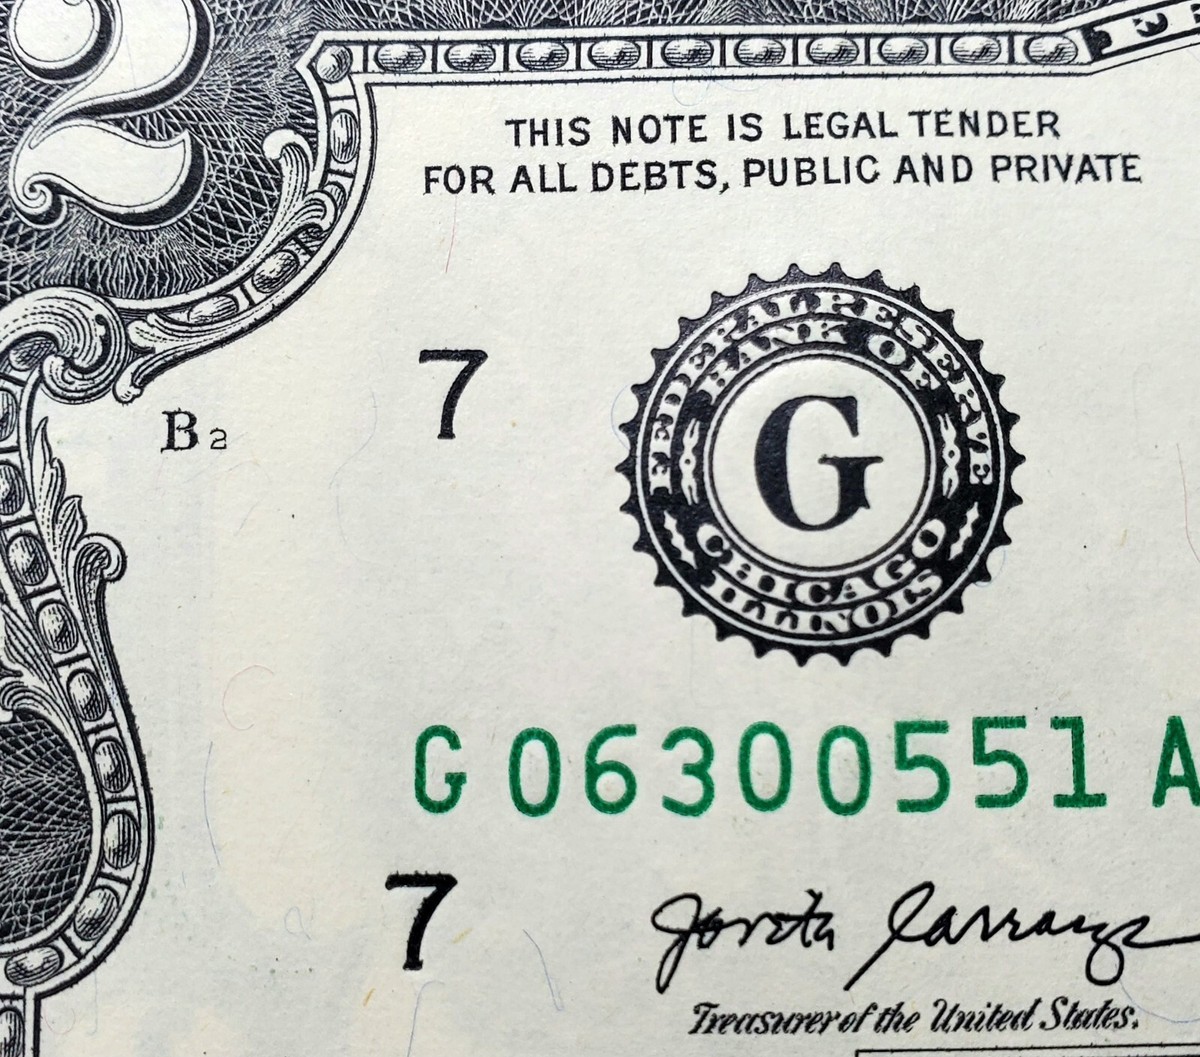 2
THIS NOTE IS LEGAL TENDER
FOR ALL DEBTS, PUBLIC AND PRIVATE
7
FEDERAL RESERVE
BANK OF
G
CHICAGO
ILLINOIS
B2
G 06300551 A
7
Treasurer of the United States.